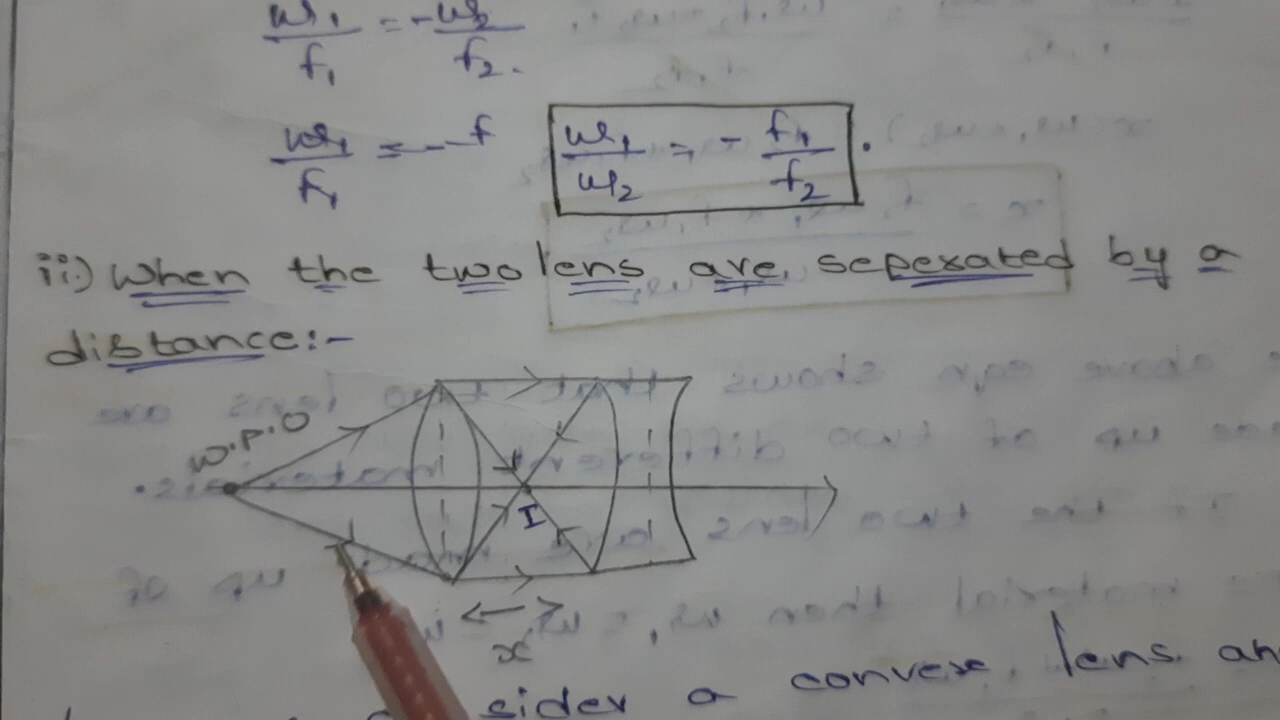 ω₁/f₁ = -ω₂/f₂.
ω₁/f₁ = - f   ω₁/ω₂ = - f₁/f₂ .
ii) When the two lens are seperated by a
distance:-
W.P.O
I
x
sider a convex lens an